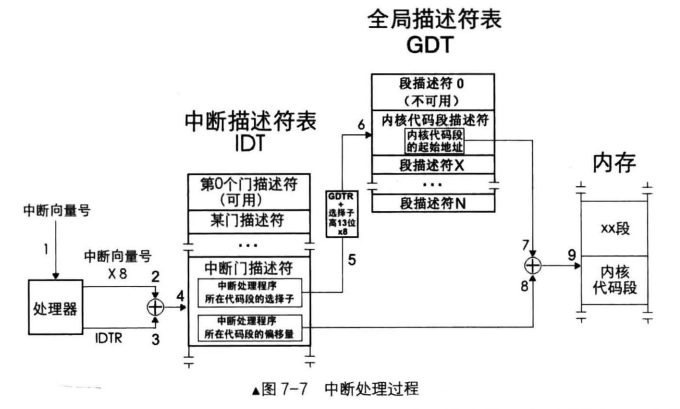 全局描述符表
GDT
段描述符 0
(不可用)
内核代码段描述符
内核代码段
的起始地址
段描述符X
...
段描述符N
6
中断描述符表
IDT
第0个门描述符
(可用)
某门描述符
...
中断门描述符
中断处理程序
所在代码段的选择子
中断处理程序
所在代码段的偏移量
GDTR
+
选择子
高13位
x8
5
中断向量号
1
处理器
中断向量号
X 8
2
4
3
IDTR
7
8
9
内存
xx段
内核
代码段
▲图 7-7 中断处理过程